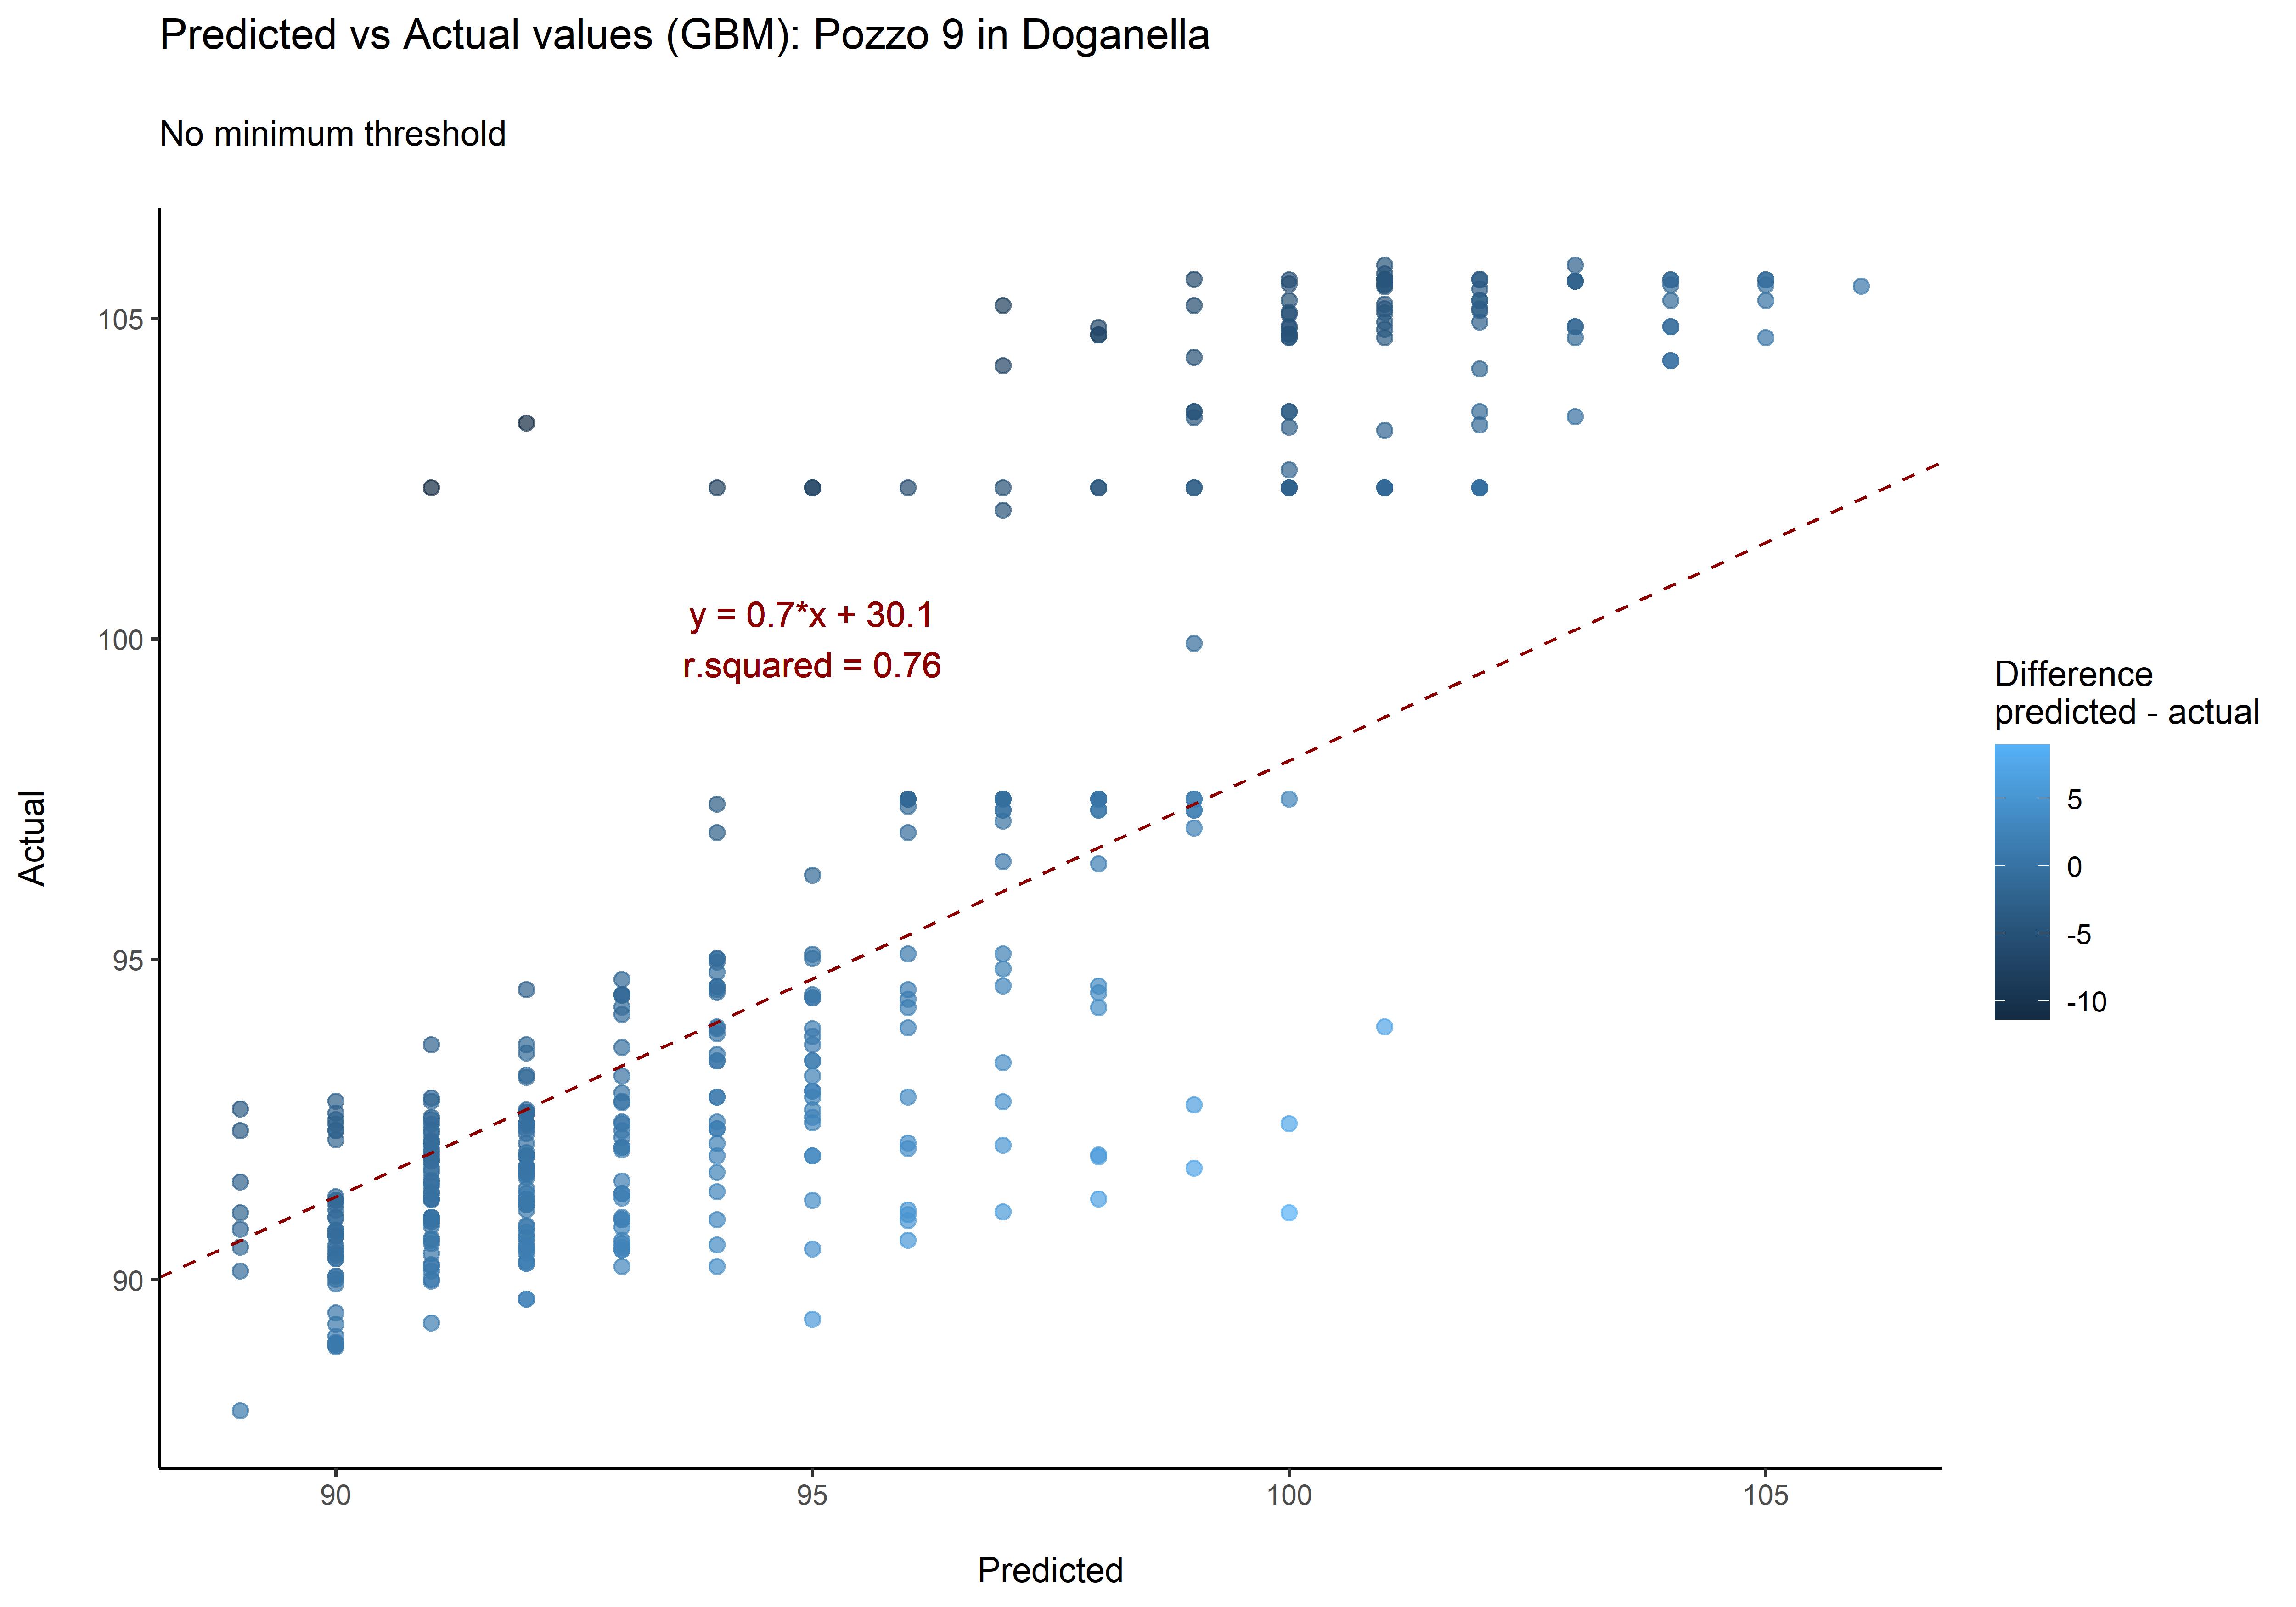 Predicted vs Actual values (GBM): Pozzo 9 in Doganella
No minimum threshold
105
100
95
90
Actual
y = 0.7*x + 30.1
r.squared = 0.76
90
95
100
105
Predicted
Difference
predicted - actual
5
0
-5
-10